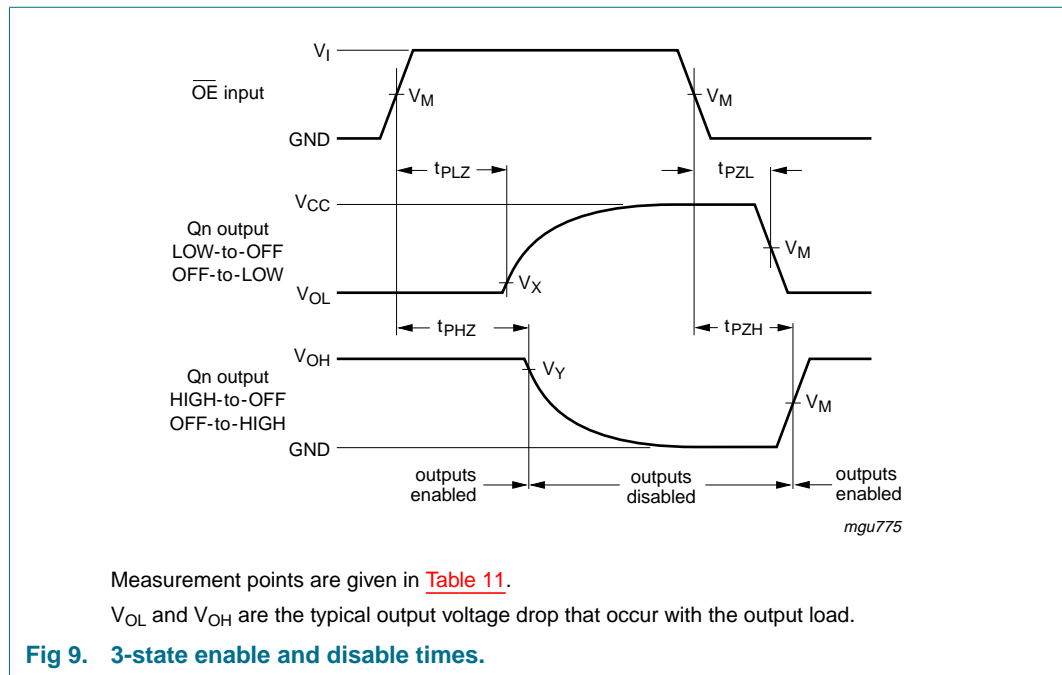 V_I
OE input
V_M
V_M
GND
t_PLZ
t_PZL
V_CC
Qn output
LOW-to-OFF
OFF-to-LOW
V_M
V_X
V_OL
t_PHZ
t_PZH
V_OH
Qn output
HIGH-to-OFF
OFF-to-HIGH
V_Y
V_M
GND
outputs
enabled
outputs
disabled
outputs
enabled
mgu775
Measurement points are given in Table 11.
V_OL and V_OH are the typical output voltage drop that occur with the output load.
Fig 9. 3-state enable and disable times.